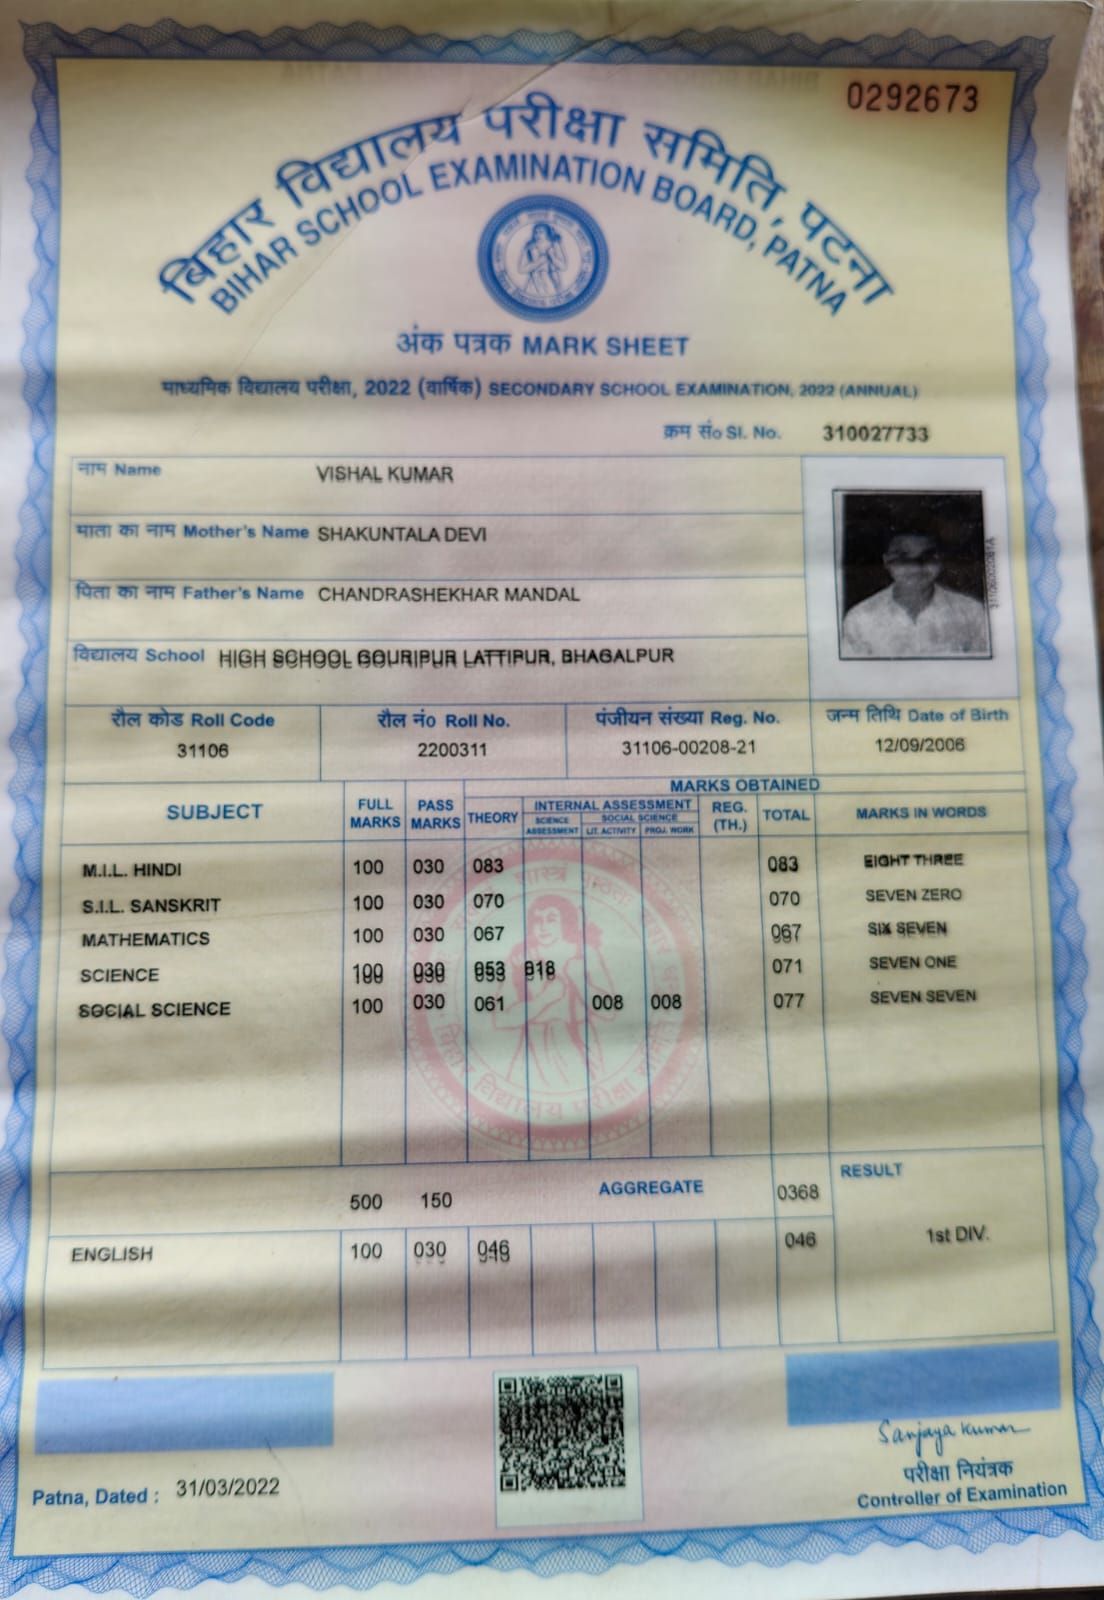 0292673
बिहार विद्यालय परीक्षा समिति, पटना
BIHAR SCHOOL EXAMINATION BOARD, PATNA
अंक पत्रक MARK SHEET
माध्यमिक विद्यालय परीक्षा, 2022 (वार्षिक) SECONDARY SCHOOL EXAMINATION, 2022 (ANNUAL)
क्रम सं० Sl. No. 310027733
नाम Name VISHAL KUMAR
माता का नाम Mother's Name SHAKUNTALA DEVI
पिता का नाम Father's Name CHANDRASHEKHAR MANDAL
विद्यालय School HIGH SCHOOL GOURIPUR LATTIPUR, BHAGALPUR
रौल कोड Roll Code रौल नं० Roll No. पंजीयन संख्या Reg. No. जन्म तिथि Date of Birth
31106 2200311 31106-00208-21 12/09/2006
MARKS OBTAINED
SUBJECT FULL MARKS PASS MARKS THEORY INTERNAL ASSESSMENT REG. (TH.) TOTAL MARKS IN WORDS
SCIENCE ASSESSMENT SOCIAL SCIENCE LIT. ACTIVITY PROJ. WORK
M.I.L. HINDI 100 030 083 083 EIGHT THREE
S.I.L. SANSKRIT 100 030 070 070 SEVEN ZERO
MATHEMATICS 100 030 067 067 SIX SEVEN
SCIENCE 100 030 053 018 071 SEVEN ONE
SOCIAL SCIENCE 100 030 061 008 008 077 SEVEN SEVEN
बिहार विद्यालय परीक्षा समिति
500 150 AGGREGATE 0368 RESULT
1st DIV.
ENGLISH 100 030 046 046
Sanjaya Kumar
परीक्षा नियंत्रक
Patna, Dated : 31/03/2022 Controller of Examination